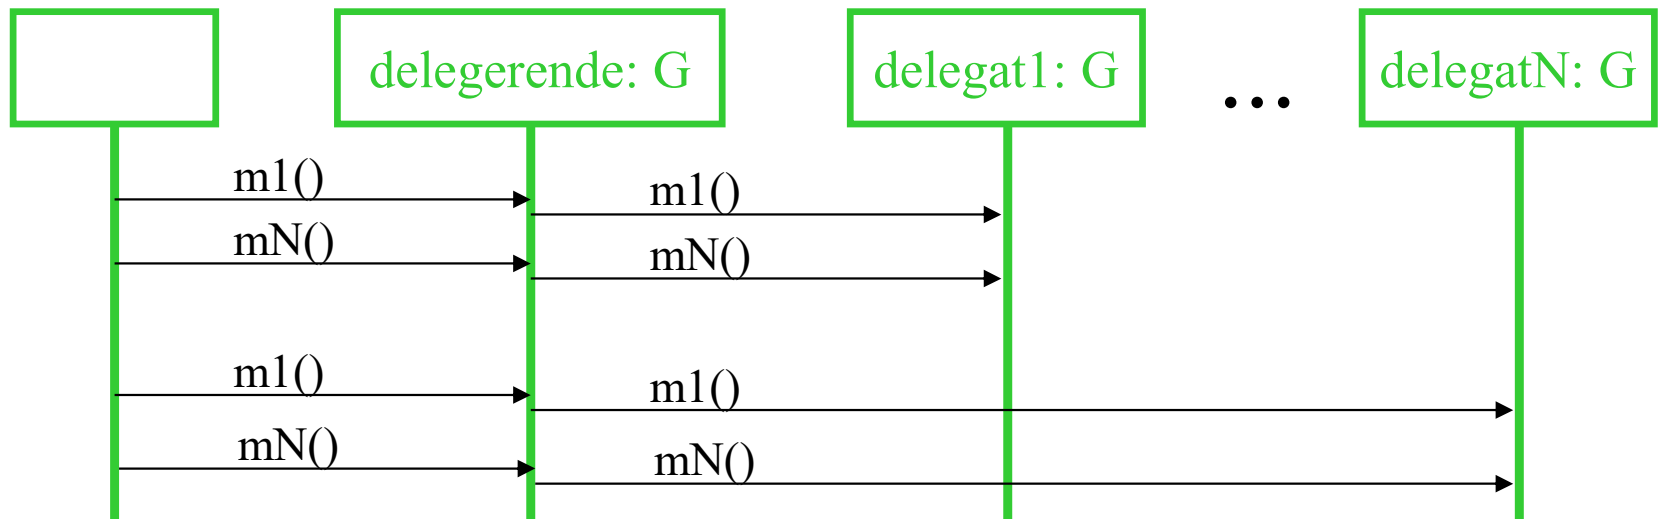 delegerende: G
delegat1: G
...
delegatN: G
m1()
m1()
mN()
mN()
m1()
m1()
mN()
mN()